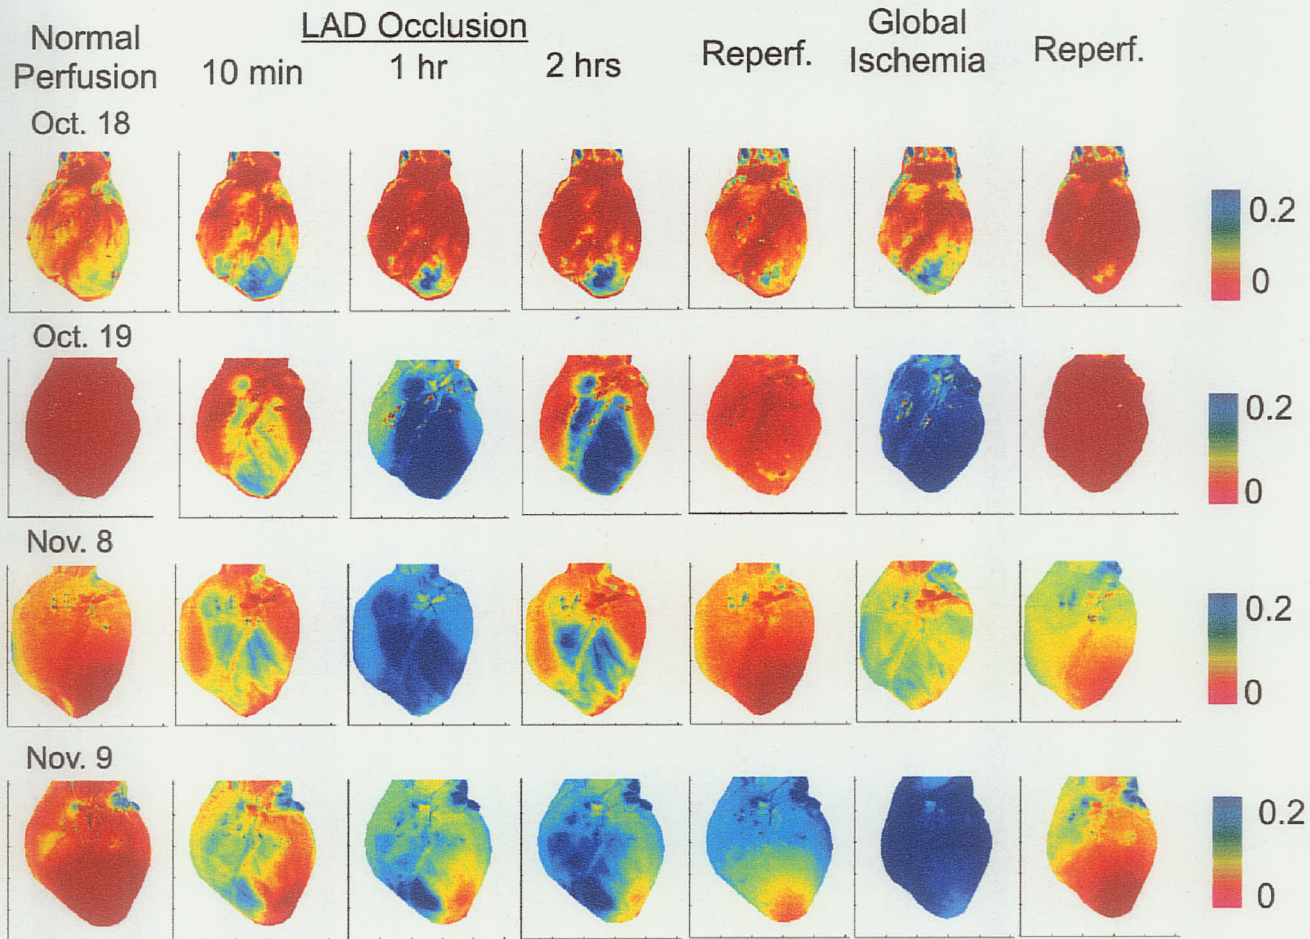 Normal
Perfusion
LAD Occlusion
10 min
1 hr
2 hrs
Reperf.
Global
Ischemia
Reperf.
Oct. 18
0.2
0
Oct. 19
0.2
0
Nov. 8
0.2
0
Nov. 9
0.2
0